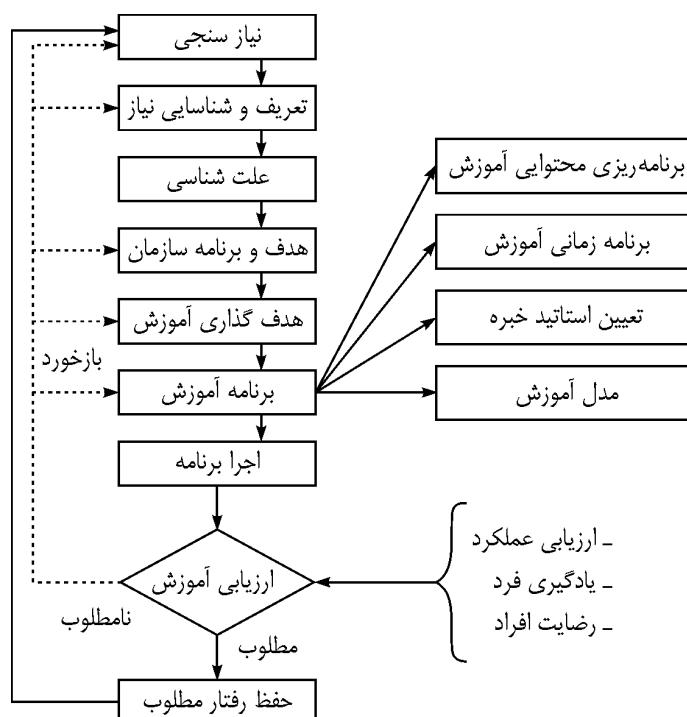 نیاز سنجی
تعریف و شناسایی نیاز
علت شناسی
هدف و برنامه سازمان
هدف گذاری آموزش
برنامه آموزش
اجرا برنامه
ارزیابی آموزش
حفظ رفتار مطلوب
بازخورد
نامطلوب
مطلوب
برنامه‌ریزی محتوایی آموزش
برنامه زمانی آموزش
تعیین استاتید خبره
مدل آموزش
ـ ارزیابی عملکرد
ـ یادگیری فرد
ـ رضایت افراد